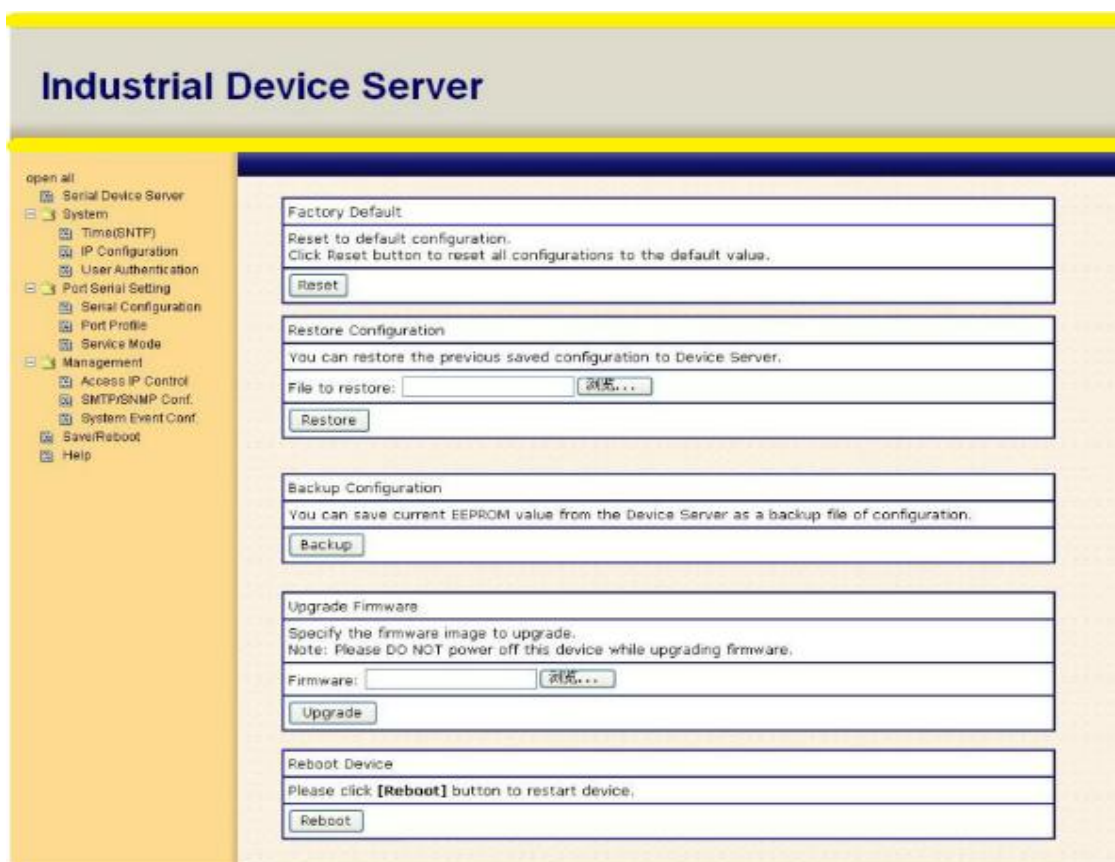 Industrial Device Server
open all
Serial Device Server
System
Time(SNTP)
IP Configuration
User Authentication
Port Serial Setting
Serial Configuration
Port Profile
Service Mode
Management
Access IP Control
SMTP/SNMP Conf.
System Event Conf.
Save/Reboot
Help
Factory Default
Reset to default configuration.
Click Reset button to reset all configurations to the default value.
Reset
Restore Configuration
You can restore the previous saved configuration to Device Server.
File to restore: 浏览...
Restore
Backup Configuration
You can save current EEPROM value from the Device Server as a backup file of configuration.
Backup
Upgrade Firmware
Specify the firmware image to upgrade.
Note: Please DO NOT power off this device while upgrading firmware.
Firmware: 浏览...
Upgrade
Reboot Device
Please click [Reboot] button to restart device.
Reboot